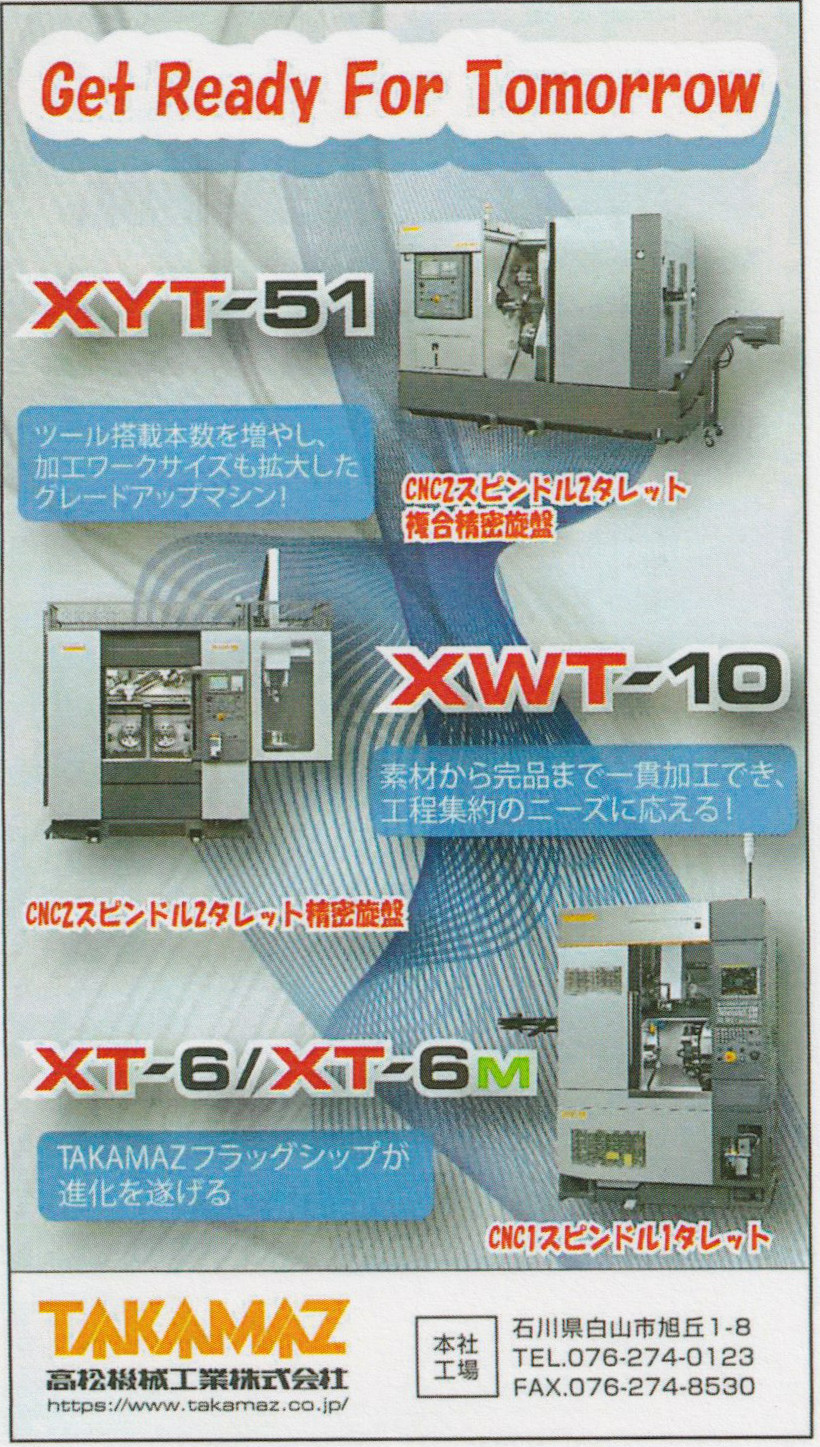 Get Ready For Tomorrow
XYT-51
ツール搭載本数を増やし、
加工ワークサイズも拡大した
グレードアップマシン!
CNC2スピンドル2タレット
複合精密旋盤
XWT-10
素材から完品まで一貫加工でき、
工程集約のニーズに応える!
CNC2スピンドル2タレット精密旋盤
XT-6/XT-6M
TAKAMAZフラッグシップが
進化を遂げる
CNC1スピンドル1タレット
TAKAMAZ
高松機械工業株式会社
https://www.takamaz.co.jp/
本社
工場
石川県白山市旭丘1-8
TEL.076-274-0123
FAX.076-274-8530